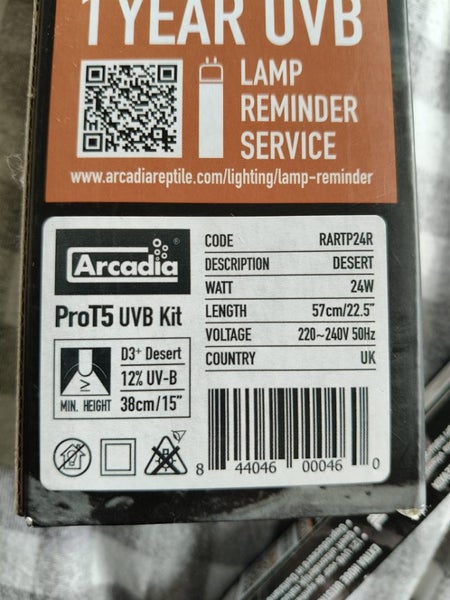 1 YEAR UVB
LAMP
REMINDER
SERVICE
www.arcadiareptile.com/lighting/lamp-reminder
Arcadia®
ProT5 UVB Kit
D3+ Desert
12% UV-B
≥
MIN. HEIGHT 38cm/15"
CODE RARTP24R
DESCRIPTION DESERT
WATT 24W
LENGTH 57cm/22.5"
VOLTAGE 220~240V 50Hz
COUNTRY UK
8 44046 00046 0